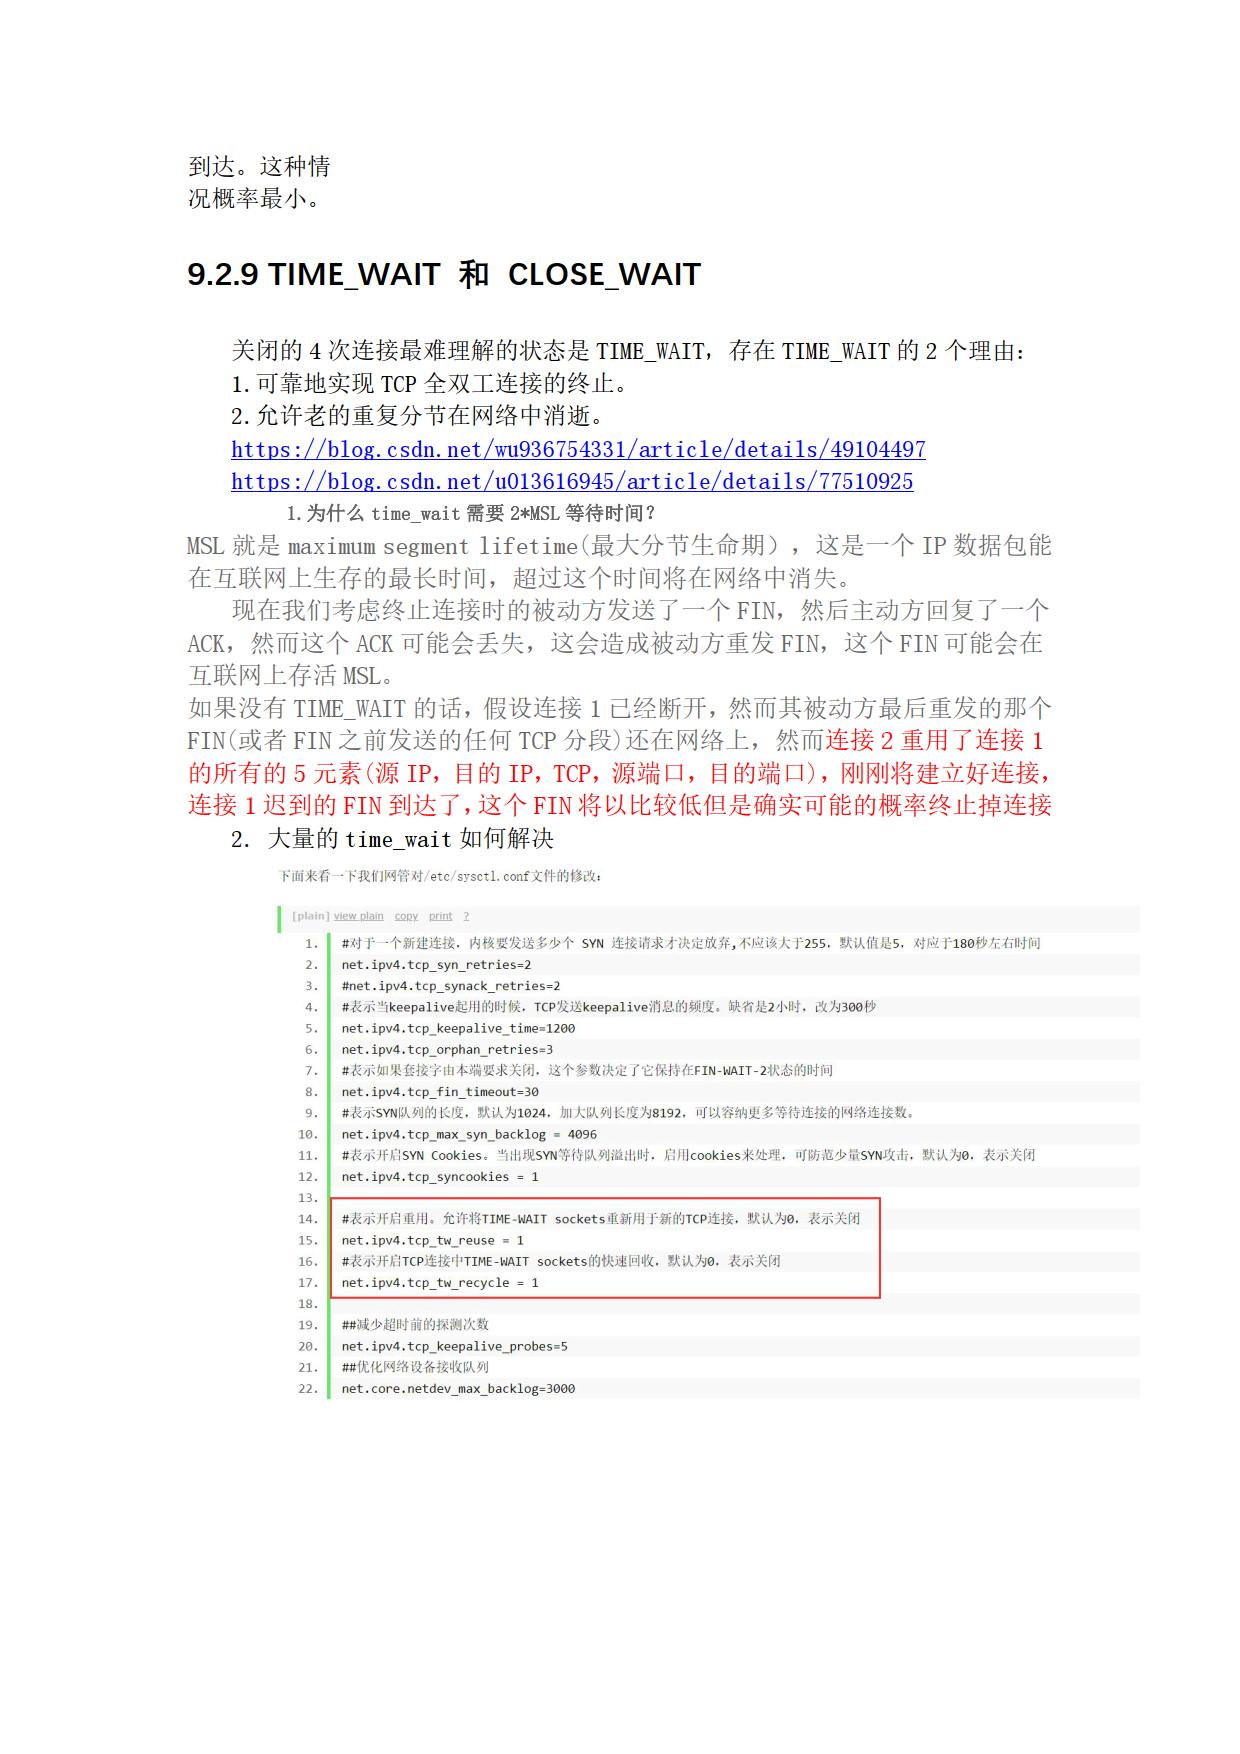 到达。这种情
况概率最小。
9.2.9 TIME_WAIT 和 CLOSE_WAIT
关闭的 4 次连接最难理解的状态是 TIME_WAIT，存在 TIME_WAIT 的 2 个理由：
1.可靠地实现 TCP 全双工连接的终止。
2.允许老的重复分节在网络中消逝。
https://blog.csdn.net/wu936754331/article/details/49104497
https://blog.csdn.net/u013616945/article/details/77510925
1.为什么 time_wait 需要 2*MSL 等待时间？
MSL 就是 maximum segment lifetime(最大分节生命期），这是一个 IP 数据包能
在互联网上生存的最长时间，超过这个时间将在网络中消失。
现在我们考虑终止连接时的被动方发送了一个 FIN，然后主动方回复了一个
ACK，然而这个 ACK 可能会丢失，这会造成被动方重发 FIN，这个 FIN 可能会在
互联网上存活 MSL。
如果没有 TIME_WAIT 的话，假设连接 1 已经断开，然而其被动方最后重发的那个
FIN(或者 FIN 之前发送的任何 TCP 分段)还在网络上，然而连接 2 重用了连接 1
的所有的 5 元素(源 IP，目的 IP，TCP，源端口，目的端口)，刚刚将建立好连接，
连接 1 迟到的 FIN 到达了，这个 FIN 将以比较低但是确实可能的概率终止掉连接
2. 大量的 time_wait 如何解决
下面来看一下我们网管对/etc/sysctl.conf文件的修改：
[plain] view plain copy print ?
1. #对于一个新建连接，内核要发送多少个 SYN 连接请求才决定放弃,不应该大于255，默认值是5，对应于180秒左右时间
2. net.ipv4.tcp_syn_retries=2
3. #net.ipv4.tcp_synack_retries=2
4. #表示当keepalive起用的时候，TCP发送keepalive消息的频度。缺省是2小时，改为300秒
5. net.ipv4.tcp_keepalive_time=1200
6. net.ipv4.tcp_orphan_retries=3
7. #表示如果套接字由本端要求关闭，这个参数决定了它保持在FIN-WAIT-2状态的时间
8. net.ipv4.tcp_fin_timeout=30
9. #表示SYN队列的长度，默认为1024，加大队列长度为8192，可以容纳更多等待连接的网络连接数。
10. net.ipv4.tcp_max_syn_backlog = 4096
11. #表示开启SYN Cookies。当出现SYN等待队列溢出时，启用cookies来处理，可防范少量SYN攻击，默认为0，表示关闭
12. net.ipv4.tcp_syncookies = 1
13.
14. #表示开启重用。允许将TIME-WAIT sockets重新用于新的TCP连接，默认为0，表示关闭
15. net.ipv4.tcp_tw_reuse = 1
16. #表示开启TCP连接中TIME-WAIT sockets的快速回收，默认为0，表示关闭
17. net.ipv4.tcp_tw_recycle = 1
18.
19. ##减少超时前的探测次数
20. net.ipv4.tcp_keepalive_probes=5
21. ##优化网络设备接收队列
22. net.core.netdev_max_backlog=3000